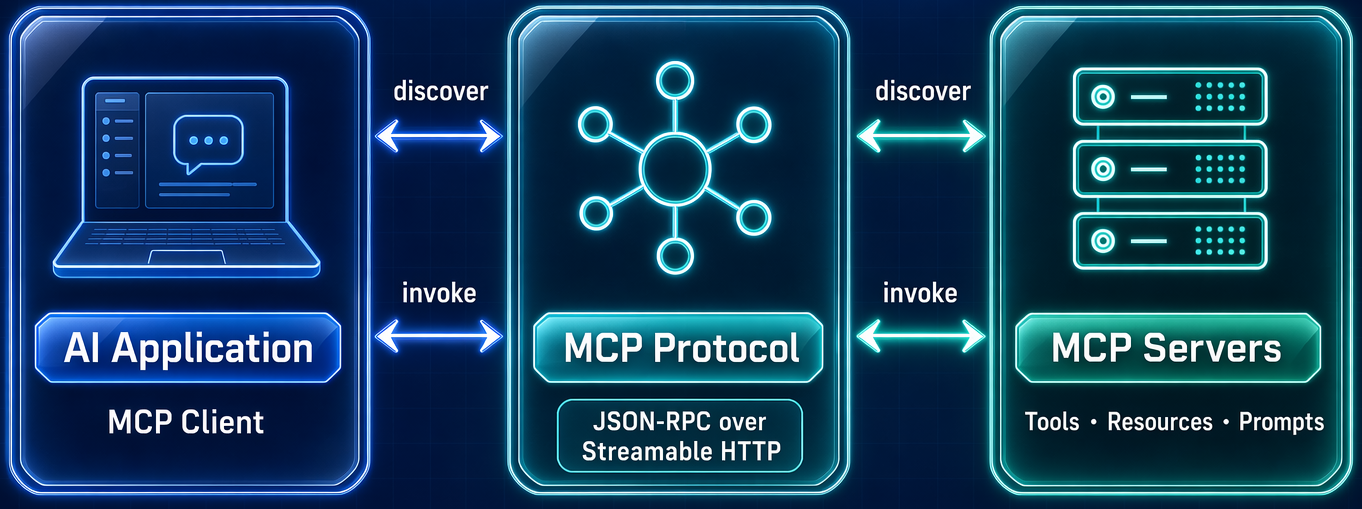 discover
discover
invoke
invoke
AI Application
MCP Protocol
MCP Servers
MCP Client
JSON-RPC over
Streamable HTTP
Tools • Resources • Prompts